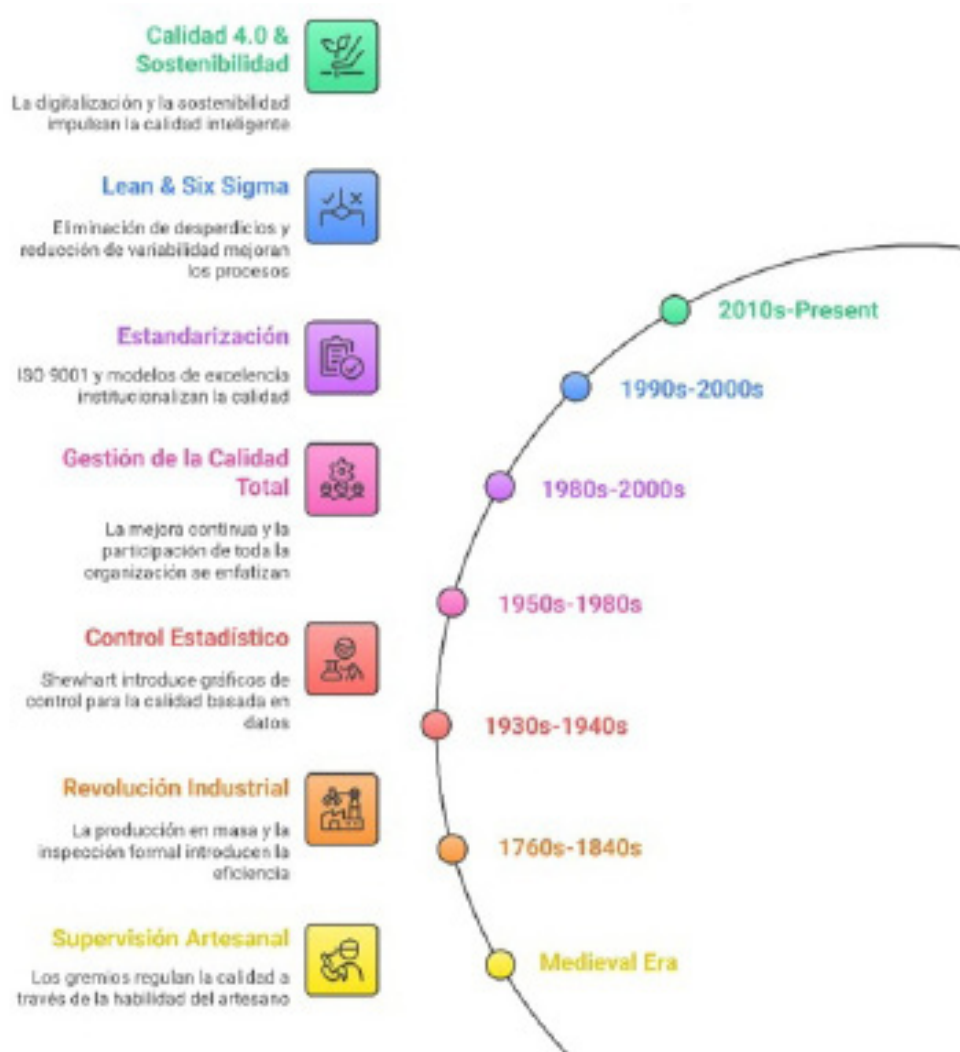 Calidad 4.0 &
Sostenibilidad
La digitalización y la sostenibilidad
impulsan la calidad inteligente
Lean & Six Sigma
Eliminación de desperdicios y
reducción de variabilidad mejoran
los procesos
2010s-Present
Estandarización
ISO 9001 y modelos de excelencia
institucionalizan la calidad
1990s-2000s
Gestión de la Calidad
Total
La mejora continua y la
participación de toda la
organización se enfatizan
1980s-2000s
1950s-1980s
Control Estadístico
Shewhart introduce gráficos de
control para la calidad basada en
datos
1930s-1940s
Revolución Industrial
La producción en masa y la
inspección formal introducen la
eficiencia
1760s-1840s
Supervisión Artesanal
Los gremios regulan la calidad a
través de la habilidad del artesano
Medieval Era